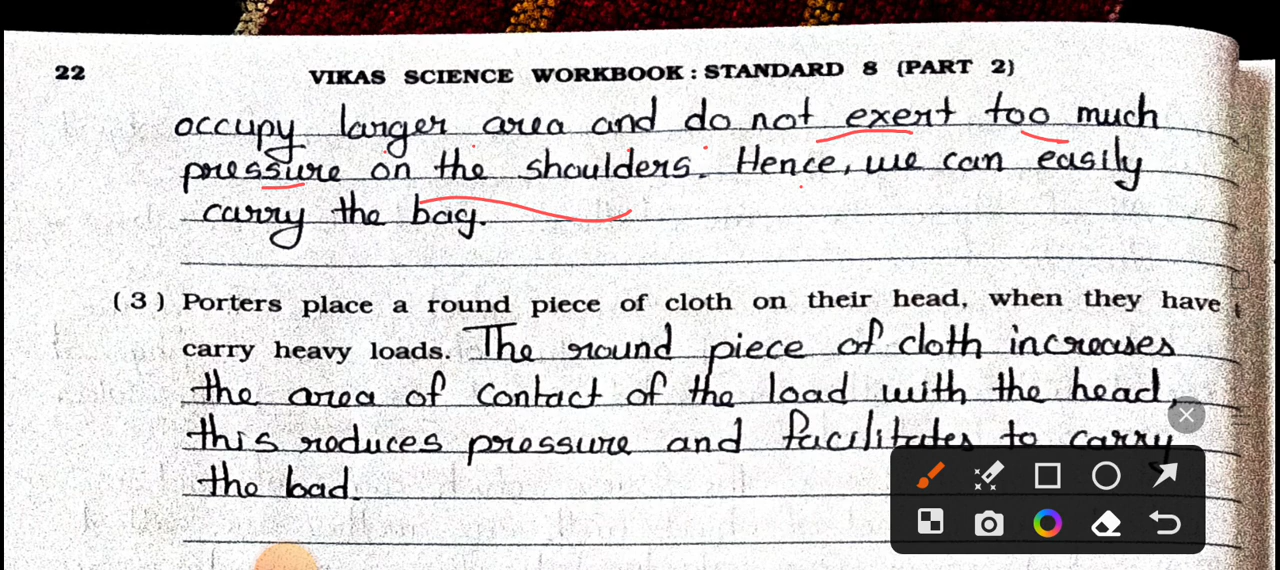 22 VIKAS SCIENCE WORKBOOK : STANDARD 8 (PART 2)
occupy larger area and do not exert too much
pressure on the shoulders. Hence, we can easily
carry the bag.
(3) Porters place a round piece of cloth on their head, when they have
carry heavy loads. The round piece of cloth increases
the area of contact of the load with the head,
this reduces pressure and facilitates to carry
the load.